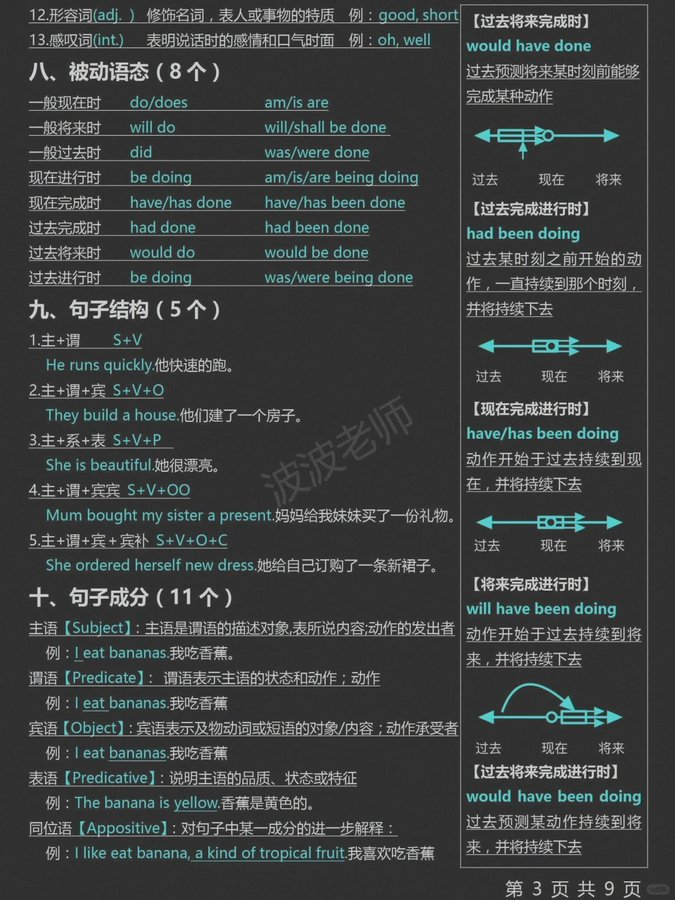 12.形容词(adj. ) 修饰名词，表人或事物的特质 例：good, short
13.感叹词(int.) 表明说话时的感情和口气时面 例：oh, well
八、被动语态（8 个）
一般现在时 do/does am/is are
一般将来时 will do will/shall be done
一般过去时 did was/were done
现在进行时 be doing am/is/are being doing
现在完成时 have/has done have/has been done
过去完成时 had done had been done
过去将来时 would do would be done
过去进行时 be doing was/were being done
九、句子结构（5 个）
1.主+谓 S+V
He runs quickly.他快速的跑。
2.主+谓+宾 S+V+O
They build a house.他们建了一个房子。
3.主+系+表 S+V+P
She is beautiful.她很漂亮。
4.主+谓+宾宾 S+V+OO
Mum bought my sister a present.妈妈给我妹妹买了一份礼物。
5.主+谓+宾＋宾补 S+V+O+C
She ordered herself new dress.她给自己订购了一条新裙子。
十、句子成分（11 个）
主语【Subject】：主语是谓语的描述对象,表所说内容;动作的发出者
例：I eat bananas.我吃香蕉。
谓语【Predicate】： 谓语表示主语的状态和动作；动作
例：I eat bananas.我吃香蕉
宾语【Object】：宾语表示及物动词或短语的对象/内容；动作承受者
例：I eat bananas.我吃香蕉
表语【Predicative】：说明主语的品质、状态或特征
例：The banana is yellow.香蕉是黄色的。
同位语【Appositive】：对句子中某一成分的进一步解释：
例：I like eat banana, a kind of tropical fruit.我喜欢吃香蕉
【过去将来完成时】
would have done
过去预测将来某时刻前能够
完成某种动作
过去 现在 将来
【过去完成进行时】
had been doing
过去某时刻之前开始的动
作，一直持续到那个时刻，
并将持续下去
过去 现在 将来
【现在完成进行时】
have/has been doing
动作开始于过去持续到现
在，并将持续下去
过去 现在 将来
【将来完成进行时】
will have been doing
动作开始于过去持续到将
来，并将持续下去
过去 现在 将来
【过去将来完成进行时】
would have been doing
过去预测某动作持续到将
来，并将持续下去
波波老师
第 3 页 共 9 页